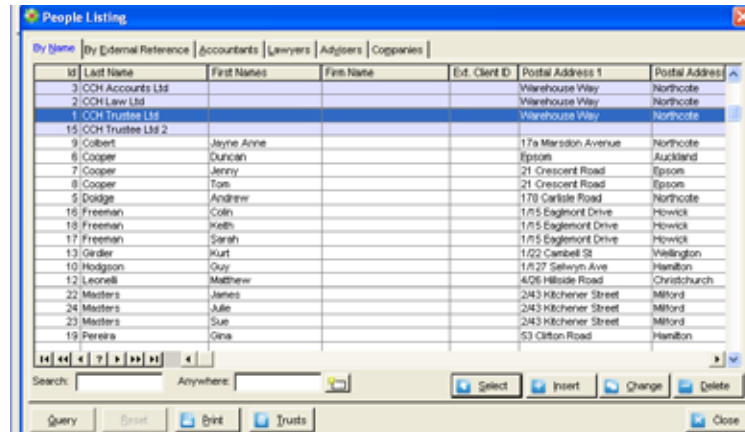 People Listing
By Name By External Reference Accountants Lawyers Advisers Companies
Id Last Name First Names Firm Name Ext. Client ID Postal Address 1 Postal Address
3 CCH Accounts Ltd Warehouse Way Northcote
2 CCH Law Ltd Warehouse Way Northcote
1 CCH Trustee Ltd Warehouse Way Northcote
15 CCH Trustee Ltd 2
9 Colbert Jayne Anne 17a Marsdon Avenue Northcote
6 Cooper Duncan Epsom Auckland
7 Cooper Jenny 21 Crescent Road Epsom
8 Cooper Tom 21 Crescent Road Epsom
5 Doidge Andrew 178 Carlisle Road Northcote
16 Freeman Colin 1/15 Eaglmont Drive Howick
18 Freeman Keith 1/15 Eaglemont Drive Howick
17 Freeman Sarah 1/15 Eaglemont Drive Howick
13 Girdler Kurt 1/22 Cambell St Wellington
10 Hodgson Guy 1/127 Selwyn Ave Hamilton
12 Leonelli Matthew 4/26 Hillside Road Christchurch
22 Masters James 2/43 Kitchener Street Milford
24 Masters Julie 2/43 Kitchener Street Milford
23 Masters Sue 2/43 Kitchener Street Milford
19 Pereira Gina 53 Clifton Road Hamilton
Search: Anywhere: Select Insert Change Delete
Query Reset Print Trusts Close